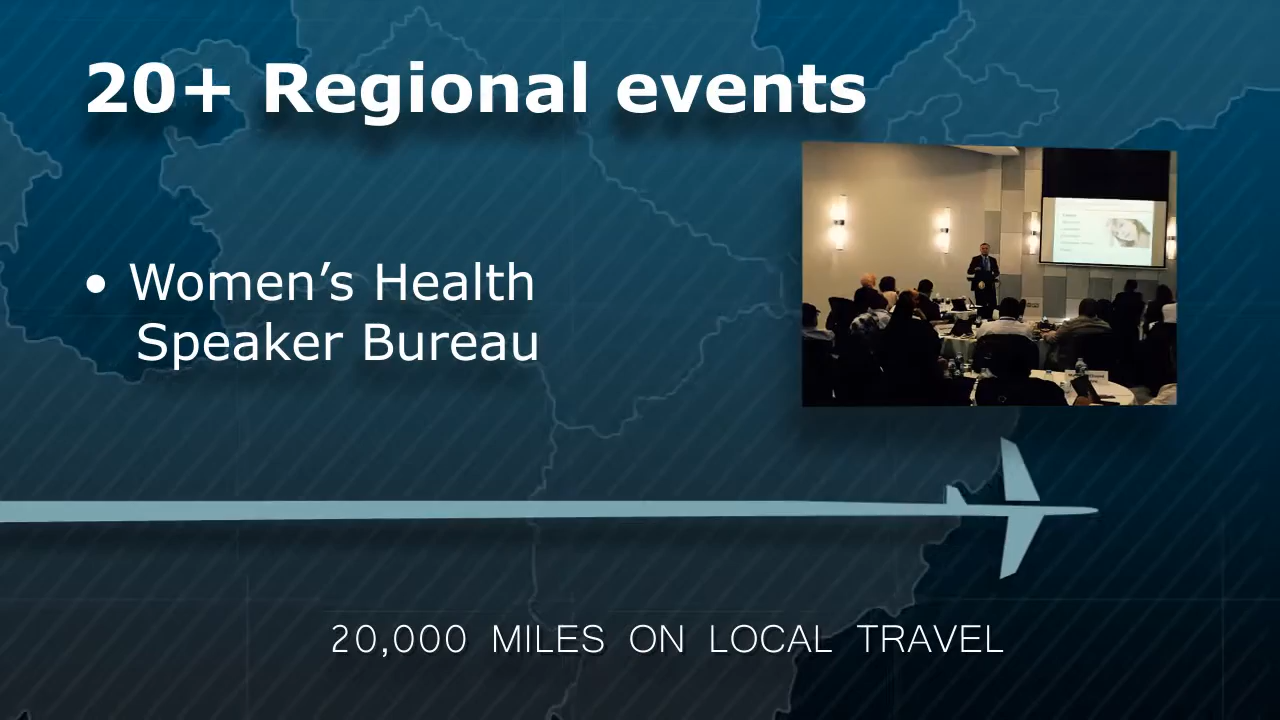 20+ Regional events
• Women’s Health
Speaker Bureau
20,000 MILES ON LOCAL TRAVEL